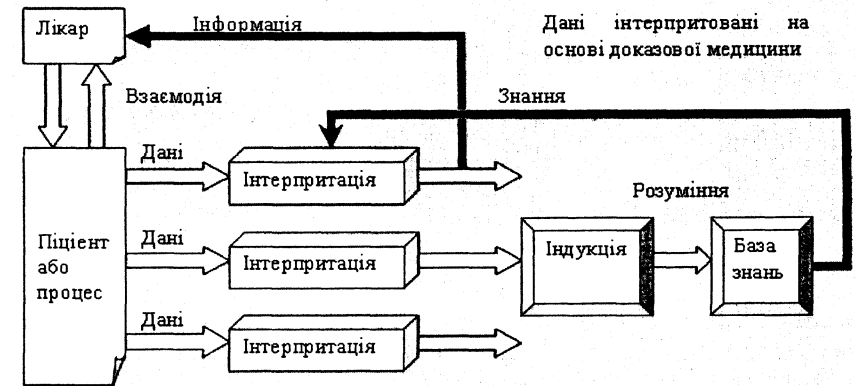 Лікар
Інформація
Дані інтерпритовані на
основі доказової медицини
Взаємодія
Знання
Дані
Інтерпритація
Розуміння
Піціент
або
процес
Дані
Інтерпритація
Індукція
База
знань
Дані
Інтерпритація